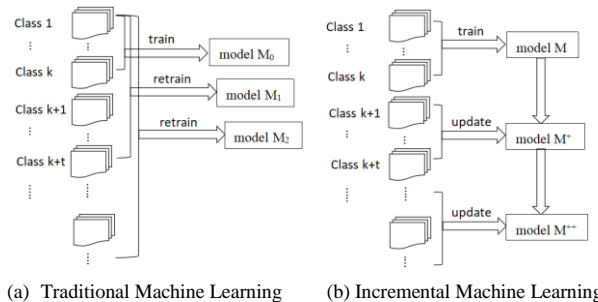 Class 1
⋮
Class k
Class k+1
⋮
Class k+t
⋮
⋮
⋮
⋮
⋮
train
model M₀
retrain
model M₁
retrain
model M₂
(a) Traditional Machine Learning
Class 1
⋮
Class k
Class k+1
Class k+t
⋮
⋮
⋮
⋮
⋮
train
model M
update
model M⁺
update
model M⁺⁺
(b) Incremental Machine Learning